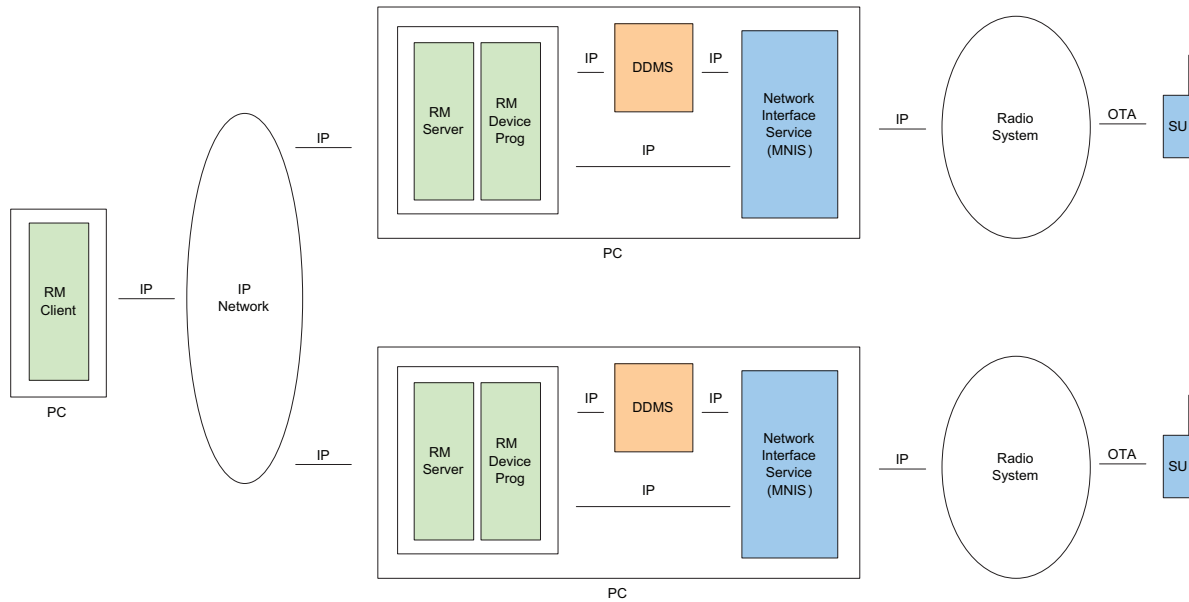 IP
RM
Server
RM
Device
Prog
IP
DDMS
IP
IP
Network
Interface
Service
(MNIS)
IP
Radio
System
OTA
SU
PC
RM
Client
PC
IP
IP
Network
IP
RM
Server
RM
Device
Prog
IP
DDMS
IP
IP
Network
Interface
Service
(MNIS)
IP
Radio
System
OTA
SU
PC